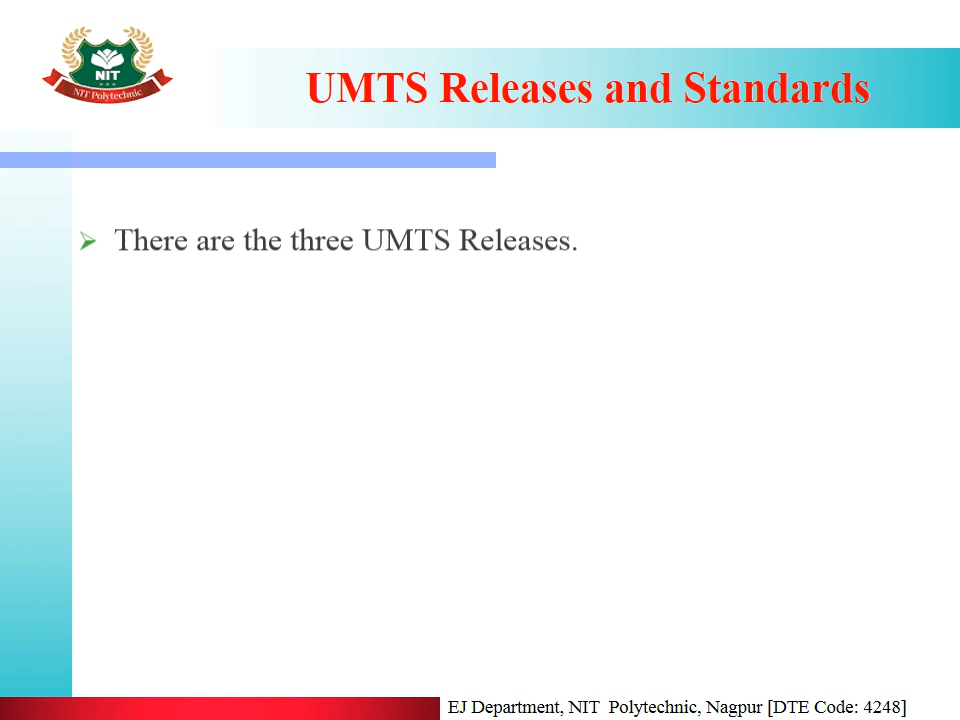 NIT
NIT Polytechnic
UMTS Releases and Standards
There are the three UMTS Releases.
EJ Department, NIT Polytechnic, Nagpur [DTE Code: 4248]